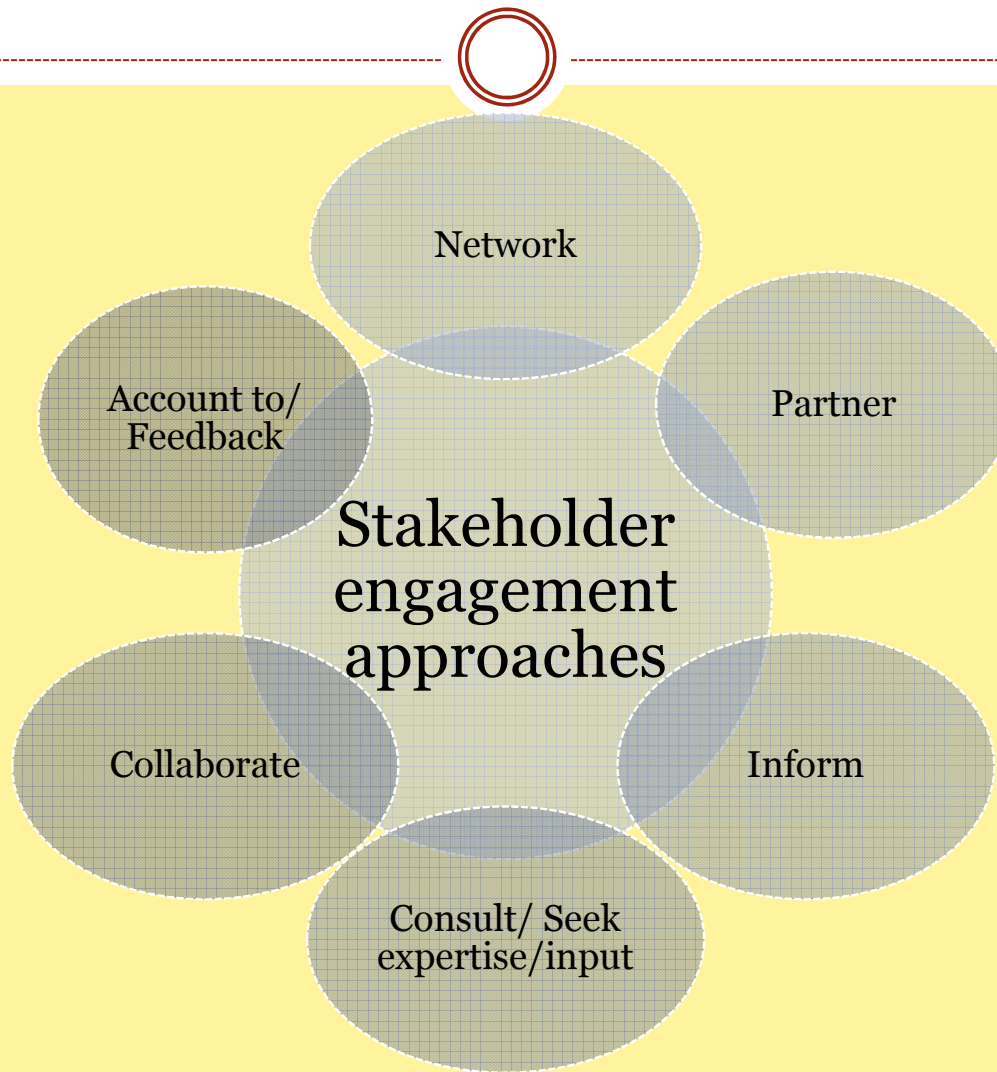 Network
Partner
Account to/
Feedback
Stakeholder
engagement
approaches
Collaborate
Inform
Consult/ Seek
expertise/input